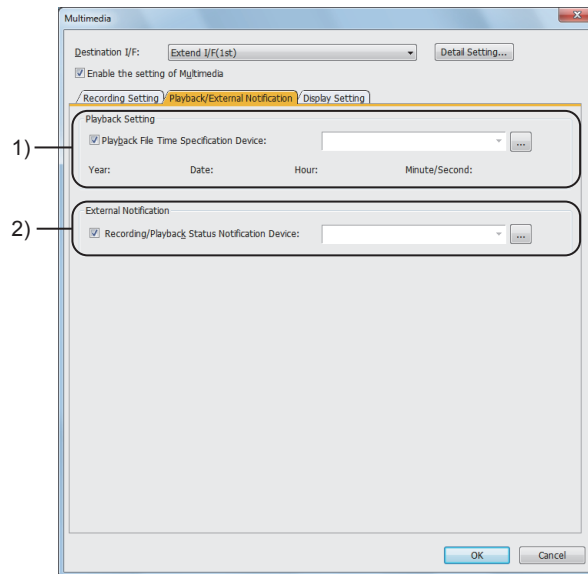 Multimedia
Destination I/F: Extend I/F(1st) Detail Setting...
Enable the setting of Multimedia
Recording Setting Playback/External Notification Display Setting
Playback Setting
1)
Playback File Time Specification Device: ...
Year: Date: Hour: Minute/Second:
External Notification
2)
Recording/Playback Status Notification Device: ...
OK Cancel